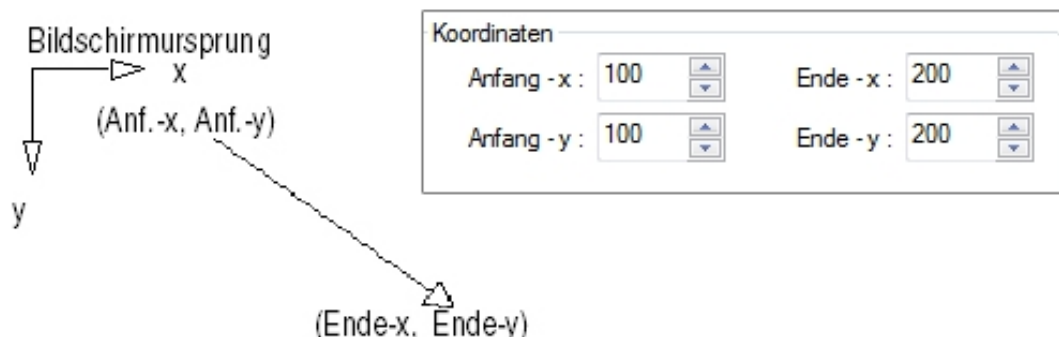 Bildschirmursprung
x
(Anf.-x, Anf.-y)
y
(Ende-x, Ende-y)
Koordinaten
Anfang - x : 100 Ende - x : 200
Anfang - y : 100 Ende - y : 200